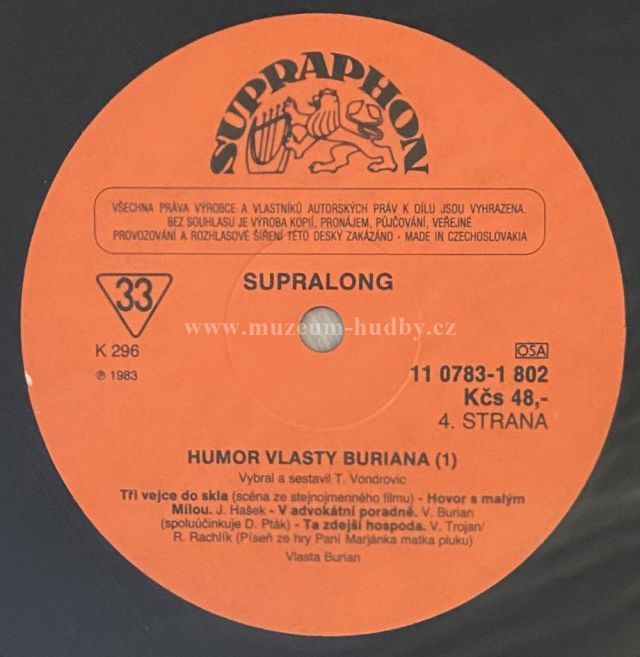 SUPRAPHON
VŠECHNA PRÁVA VÝROBCE A VLASTNÍKŮ AUTORSKÝCH PRÁV K DÍLU JSOU VYHRAZENA.
BEZ SOUHLASU JE VÝROBA KOPIÍ, PRONÁJEM, PŮJČOVÁNÍ, VEŘEJNÉ
PROVOZOVÁNÍ A ROZHLASOVÉ ŠÍŘENÍ TÉTO DESKY ZAKÁZÁNO - MADE IN CZECHOSLOVAKIA
33
SUPRALONG
www.muzeum-hudby.cz
K 296
OSA
℗ 1983
11 0783-1 802
Kčs 48,-
4. STRANA
HUMOR VLASTY BURIANA (1)
Vybral a sestavil T. Vondrovic
Tři vejce do skla (scéna ze stejnojmenného filmu) - Hovor s malým
Mílou. J. Hašek - V advokátní poradně. V. Burian
(spoluúčinkuje D. Pták) - Ta zdejší hospoda. V. Trojan/
R. Rachlík (Píseň ze hry Paní Marjánka matka pluku)
Vlasta Burian